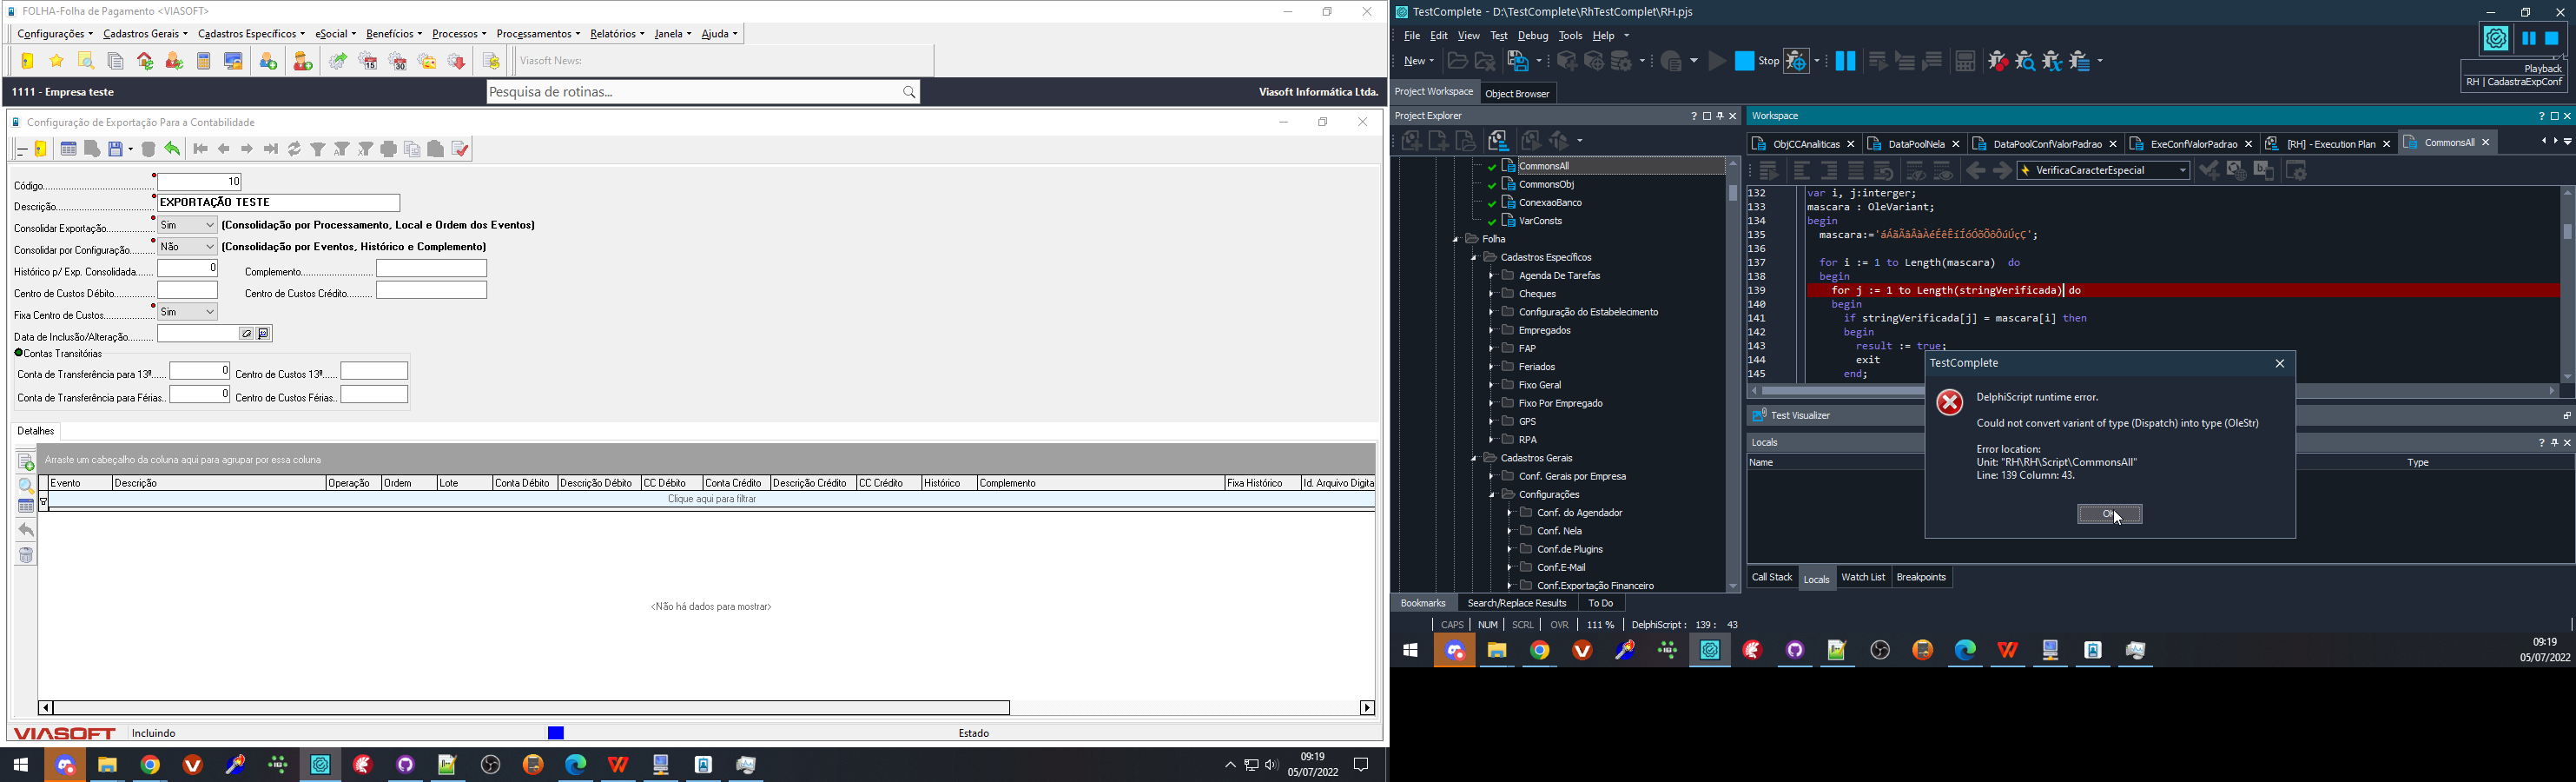 FOLHA-Folha de Pagamento <VIASOFT>
Configurações Cadastros Gerais Cadastros Específicos eSocial Benefícios Processos Processamentos Relatórios Janela Ajuda
Viasoft News:
1111 - Empresa teste
Pesquisa de rotinas...
Viasoft Informática Ltda.
Configuração de Exportação Para a Contabilidade
Código 10
Descrição EXPORTAÇÃO TESTE
Consolidar Exportação Sim (Consolidação por Processamento, Local e Ordem dos Eventos)
Consolidar por Configuração Não (Consolidação por Eventos, Histórico e Complemento)
Histórico p/ Exp. Consolidada 0 Complemento
Centro de Custos Débito Centro de Custos Crédito
Fixa Centro de Custos Sim
Data de Inclusão/Alteração
Contas Transitórias
Conta de Transferência para 13º 0 Centro de Custos 13º
Conta de Transferência para Férias 0 Centro de Custos Férias
Detalhes
Arraste um cabeçalho da coluna aqui para agrupar por essa coluna
Evento Descrição Operação Ordem Lote Conta Débito Descrição Débito CC Débito Conta Crédito Descrição Crédito CC Crédito Histórico Complemento Fixa Histórico Id. Arquivo Digita
Clique aqui para filtrar
<Não há dados para mostrar>
VIASOFT Incluindo Estado
09:19
05/07/2022
TestComplete - D:\TestComplete\RhTestComplet\RH.pjs
File Edit View Test Debug Tools Help
New Stop
Playback
RH | CadastraExpConf
Project Workspace Object Browser
Project Explorer
CommonsAll
CommonsObj
ConexaoBanco
VarConsts
Folha
Cadastros Específicos
Agenda De Tarefas
Cheques
Configuração do Estabelecimento
Empregados
FAP
Feriados
Fixo Geral
Fixo Por Empregado
GPS
RPA
Cadastros Gerais
Conf. Gerais por Empresa
Configurações
Conf. do Agendador
Conf. Nela
Conf.de Plugins
Conf.E-Mail
Conf.Exportação Financeiro
Workspace
ObjCCAnaliticas DataPoolNela DataPoolConfValorPadrao ExeConfValorPadrao [RH] - Execution Plan CommonsAll
VerificaCaracterEspecial
132 var i, j:interger;
133 mascara : OleVariant;
134 begin
135 mascara:='áÁãÃâÂàÀéÉêÊíÍóÓõÕôÔúÚçÇ';
136
137 for i := 1 to Length(mascara) do
138 begin
139 for j := 1 to Length(stringVerificada) do
140 begin
141 if stringVerificada[j] = mascara[i] then
142 begin
143 result := true;
144 exit
145 end;
Test Visualizer
Locals
Name Type
TestComplete
DelphiScript runtime error.
Could not convert variant of type (Dispatch) into type (OleStr)
Error location:
Unit: "RH\RH\Script\CommonsAll"
Line: 139 Column: 43.
Call Stack Locals Watch List Breakpoints
Bookmarks Search/Replace Results To Do
CAPS NUM SCRL OVR 111 % DelphiScript : 139 : 43
09:19
05/07/2022